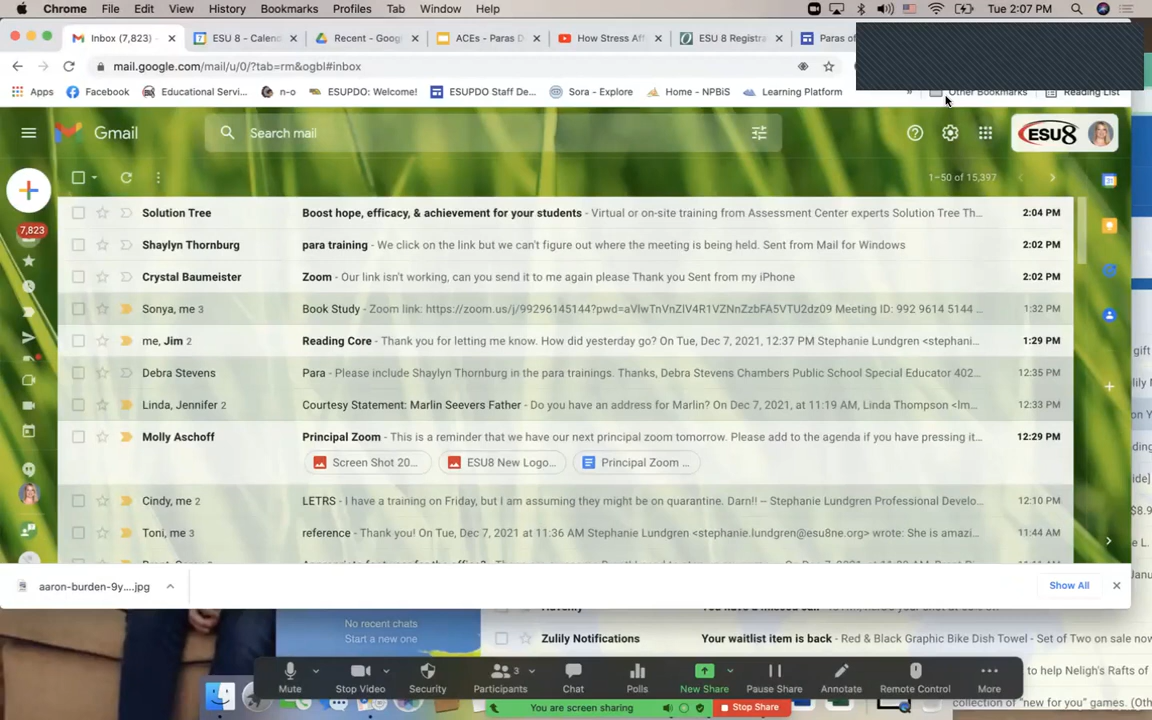 Chrome File Edit View History Bookmarks Profiles Tab Window Help Tue 2:07 PM
Inbox (7,823) ESU 8 - Calend Recent - Goog ACEs - Paras D How Stress Af ESU 8 Registra Paras of
mail.google.com/mail/u/0/?tab=rm&ogbl#inbox
Apps Facebook Educational Servi... n-o ESUPDO: Welcome! ESUPDO Staff De... Sora - Explore Home - NPBiS Learning Platform » Other Bookmarks Reading List
Gmail Search mail ESU8
1–50 of 15,397
Solution Tree Boost hope, efficacy, & achievement for your students - Virtual or on-site training from Assessment Center experts Solution Tree Th... 2:04 PM
7,823
Shaylyn Thornburg para training - We click on the link but we can't figure out where the meeting is being held. Sent from Mail for Windows 2:02 PM
Crystal Baumeister Zoom - Our link isn't working, can you send it to me again please Thank you Sent from my iPhone 2:02 PM
Sonya, me 3 Book Study - Zoom link: https://zoom.us/j/99296145144?pwd=aVlwTnVnZlV4R1VZNnZzbFA5VTU2dz09 Meeting ID: 992 9614 5144 ... 1:32 PM
me, Jim 2 Reading Core - Thank you for letting me know. How did yesterday go? On Tue, Dec 7, 2021, 12:37 PM Stephanie Lundgren <stephani... 1:29 PM
Debra Stevens Para - Please include Shaylyn Thornburg in the para trainings. Thanks, Debra Stevens Chambers Public School Special Educator 402... 12:35 PM
Linda, Jennifer 2 Courtesy Statement: Marlin Seevers Father - Do you have an address for Marlin? On Dec 7, 2021, at 11:19 AM, Linda Thompson <lm... 12:33 PM
Molly Aschoff Principal Zoom - This is a reminder that we have our next principal zoom tomorrow. Please add to the agenda if you have pressing it... 12:29 PM
Screen Shot 20... ESU8 New Logo... Principal Zoom ...
Cindy, me 2 LETRS - I have a training on Friday, but I am assuming they might be on quarantine. Darn!! -- Stephanie Lundgren Professional Develo... 12:10 PM
Toni, me 3 reference - Thank you! On Tue, Dec 7, 2021 at 11:36 AM Stephanie Lundgren <stephanie.lundgren@esu8ne.org> wrote: She is amazi... 11:44 AM
aaron-burden-9y....jpg Show All
No recent chats
Start a new one
Zulily Notifications Your waitlist item is back - Red & Black Graphic Bike Dish Towel - Set of Two on sale now
to help Neligh's Rafts of
Mute Stop Video Security Participants 3 Chat Polls New Share Pause Share Annotate Remote Control More
collection of "new for you" games. (Oth
You are screen sharing Stop Share